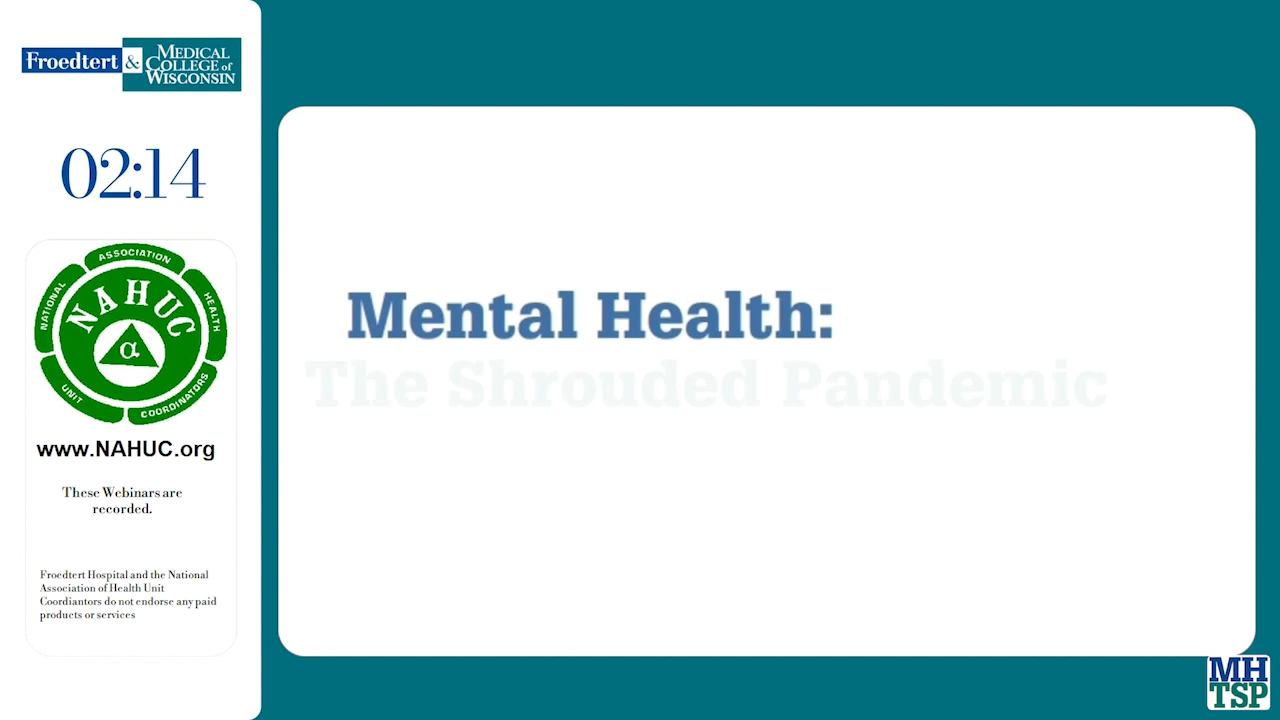 Froedtert & MEDICAL COLLEGE of WISCONSIN
02:14
NATIONAL ASSOCIATION HEALTH UNIT COORDINATORS
NAHUC
α
www.NAHUC.org
These Webinars are
recorded.
Froedtert Hospital and the National
Association of Health Unit
Coordiantors do not endorse any paid
products or services
Mental Health:
The Shrouded Pandemic
MH
TSP